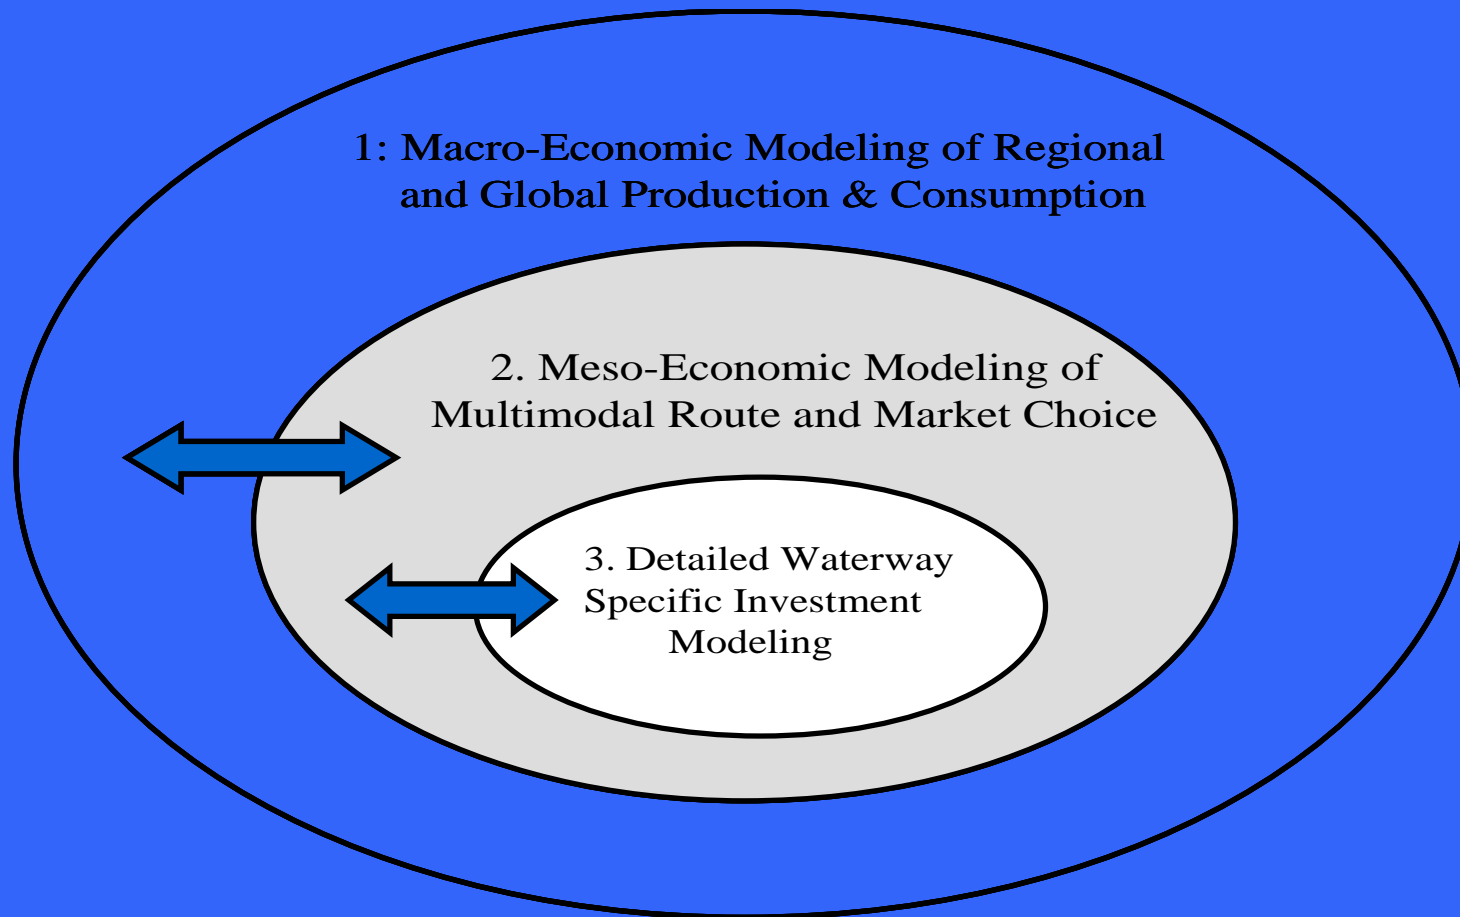 1: Macro-Economic Modeling of Regional
and Global Production & Consumption
2. Meso-Economic Modeling of
Multimodal Route and Market Choice
3. Detailed Waterway
Specific Investment
Modeling